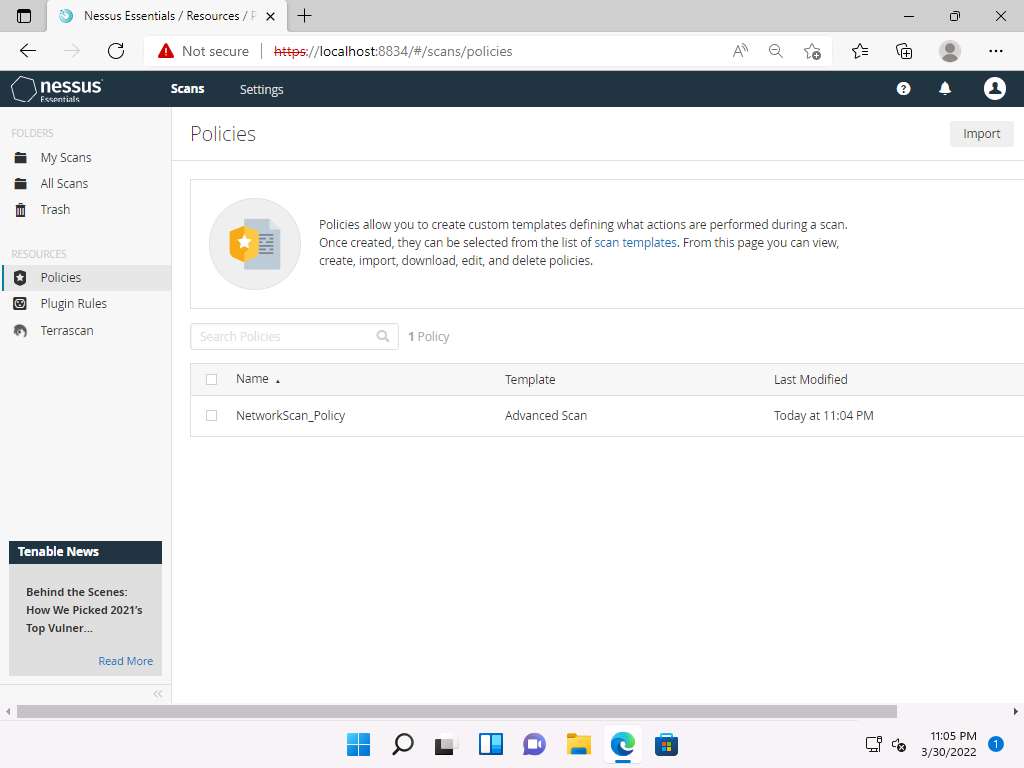 Nessus Essentials / Resources / P
Not secure
https://localhost:8834/#/scans/policies
nessus
Essentials
Scans
Settings
FOLDERS
My Scans
All Scans
Trash
RESOURCES
Policies
Plugin Rules
Terrascan
Tenable News
Behind the Scenes:
How We Picked 2021's
Top Vulner...
Read More
Policies
Import
Policies allow you to create custom templates defining what actions are performed during a scan.
Once created, they can be selected from the list of scan templates. From this page you can view,
create, import, download, edit, and delete policies.
Search Policies
1 Policy
Name
Template
Last Modified
NetworkScan_Policy
Advanced Scan
Today at 11:04 PM
11:05 PM
3/30/2022
1